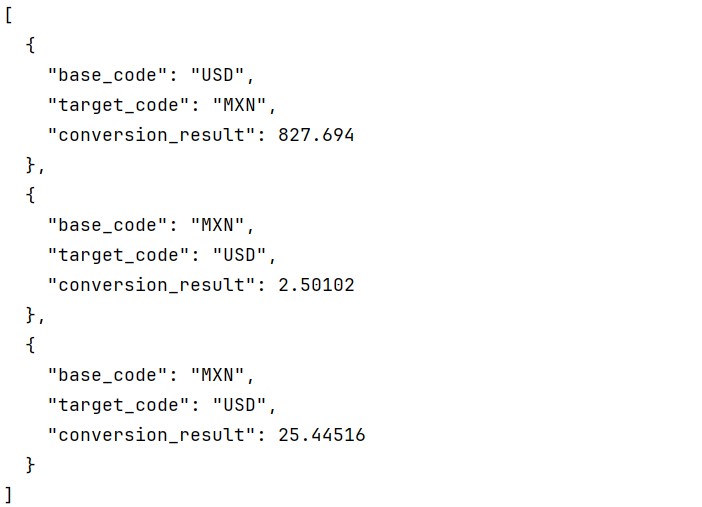 [
  {
    "base_code": "USD",
    "target_code": "MXN",
    "conversion_result": 827.694
  },
  {
    "base_code": "MXN",
    "target_code": "USD",
    "conversion_result": 2.50102
  },
  {
    "base_code": "MXN",
    "target_code": "USD",
    "conversion_result": 25.44516
  }
]